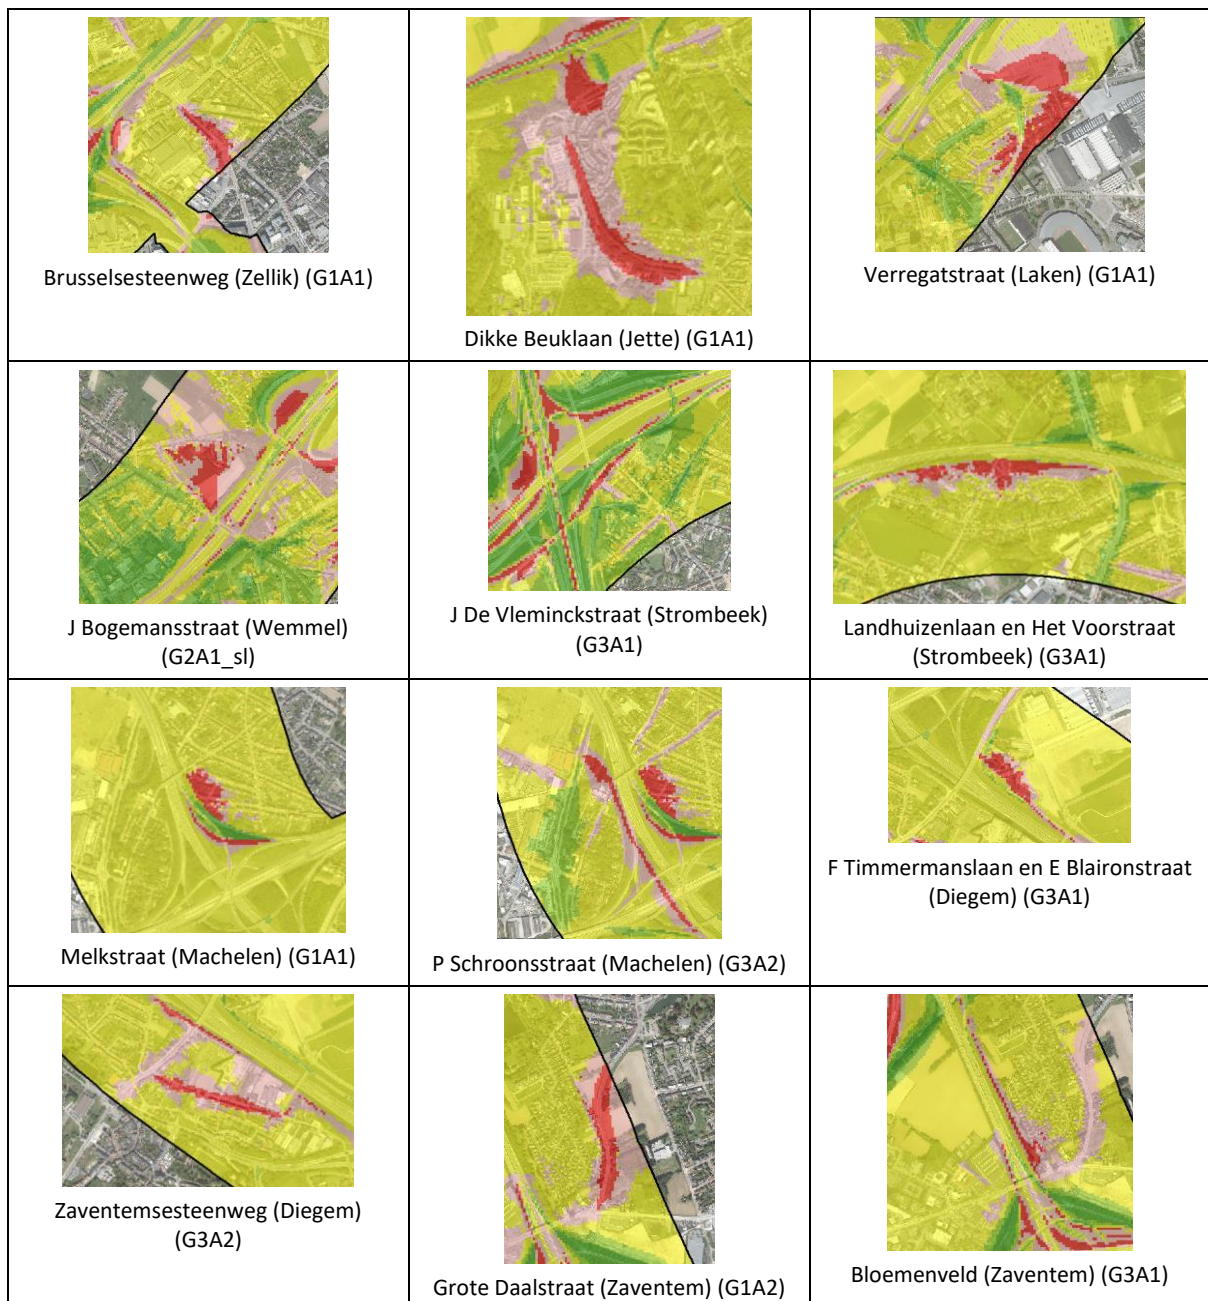 Brusselsesteenweg (Zellik) (G1A1)
Dikke Beuklaan (Jette) (G1A1)
Verregatstraat (Laken) (G1A1)
J Bogemansstraat (Wemmel)
(G2A1_sl)
J De Vleminckstraat (Strombeek)
(G3A1)
Landhuizenlaan en Het Voorstraat
(Strombeek) (G3A1)
Melkstraat (Machelen) (G1A1)
P Schroonsstraat (Machelen) (G3A2)
F Timmermanslaan en E Blaironstraat
(Diegem) (G3A1)
Zaventemsesteenweg (Diegem)
(G3A2)
Grote Daalstraat (Zaventem) (G1A2)
Bloemenveld (Zaventem) (G3A1)